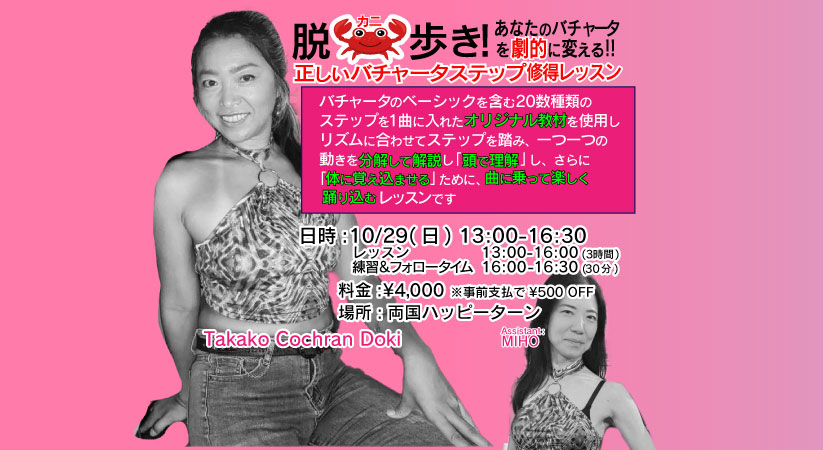 脱カニ歩き!
あなたのバチャータ
を劇的に変える!!
正しいバチャータステップ修得レッスン
バチャータのベーシックを含む20数種類の
ステップを1曲に入れたオリジナル教材を使用し
リズムに合わせてステップを踏み、一つ一つの
動きを分解して解説し「頭で理解」し、さらに
「体に覚え込ませる」ために、曲に乗って楽しく
踊り込むレッスンです
日時:10/29(日) 13:00-16:30
レッスン 13:00-16:00(3時間)
練習&フォロータイム 16:00-16:30(30分)
料金:¥4,000 ※事前支払で¥500 OFF
場所:両国ハッピーターン
Takako Cochran Doki
Assistant:
MIHO